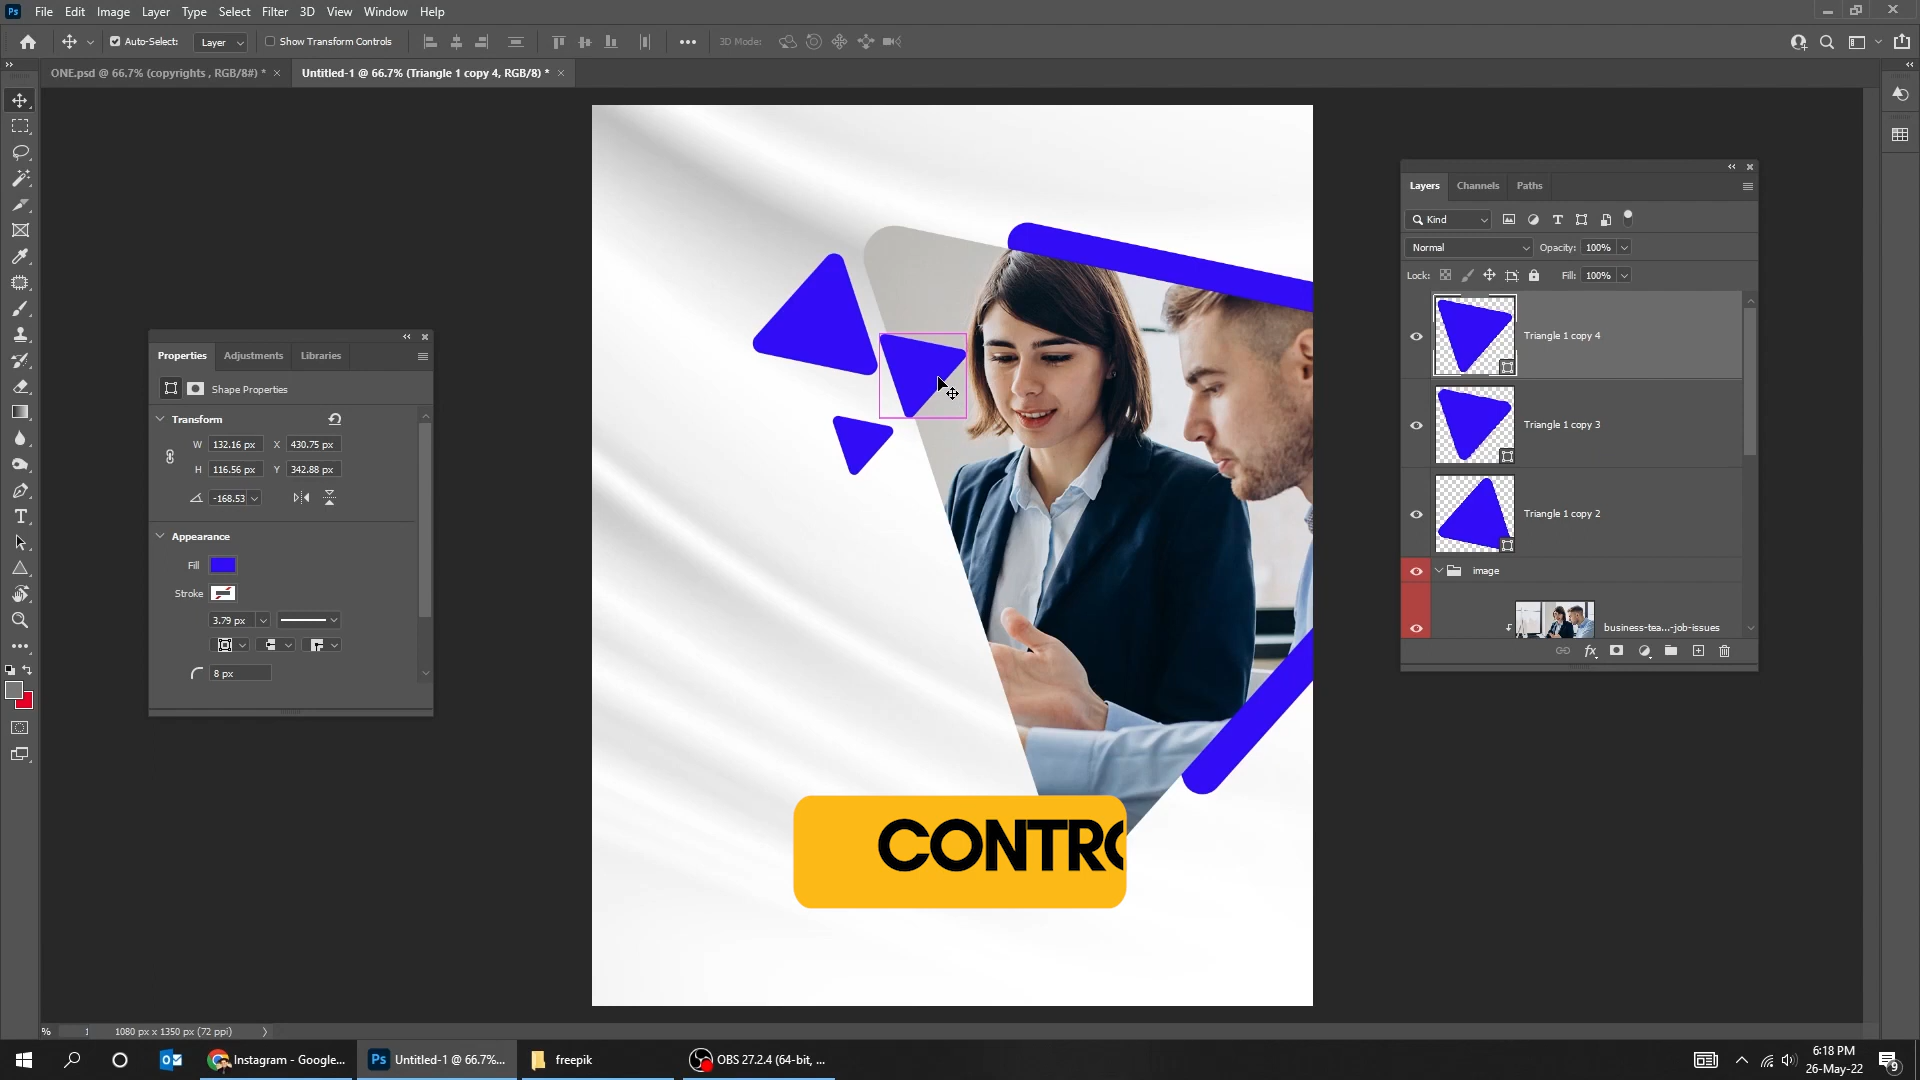 Ps File Edit Image Layer Type Select Filter 3D View Window Help
Auto-Select: Layer Show Transform Controls 3D Mode:
ONE.psd @ 66.7% (copyrights , RGB/8#) * × Untitled-1 @ 66.7% (Triangle 1 copy 4, RGB/8) * ×
Layers Channels Paths
Kind
Normal Opacity: 100%
Lock: Fill: 100%
Triangle 1 copy 4
Triangle 1 copy 3
Triangle 1 copy 2
image
business-tea...-job-issues
fx
Properties Adjustments Libraries
Shape Properties
Transform
W 132.16 px X 430.75 px
H 116.56 px Y 342.88 px
-168.53
Appearance
Fill
Stroke
3.79 px
8 px
CONTRO
% 1 1080 px x 1350 px (72 ppi)
Instagram - Google... Ps Untitled-1 @ 66.7%... freepik OBS 27.2.4 (64-bit, ...
6:18 PM
26-May-22
9